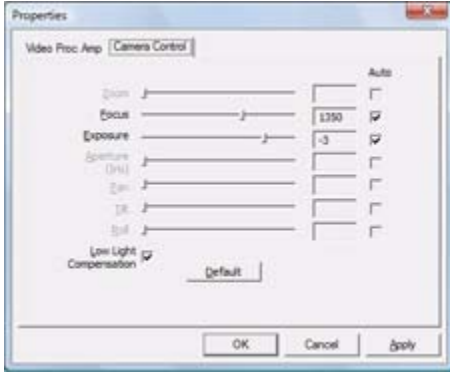 Properties
Video Proc Amp Camera Control
Auto
Zoom
Focus 1350
Exposure -3
Aperture
(Iris)
Pan
Tilt
Roll
Low Light
Compensation
Default
OK Cancel Apply